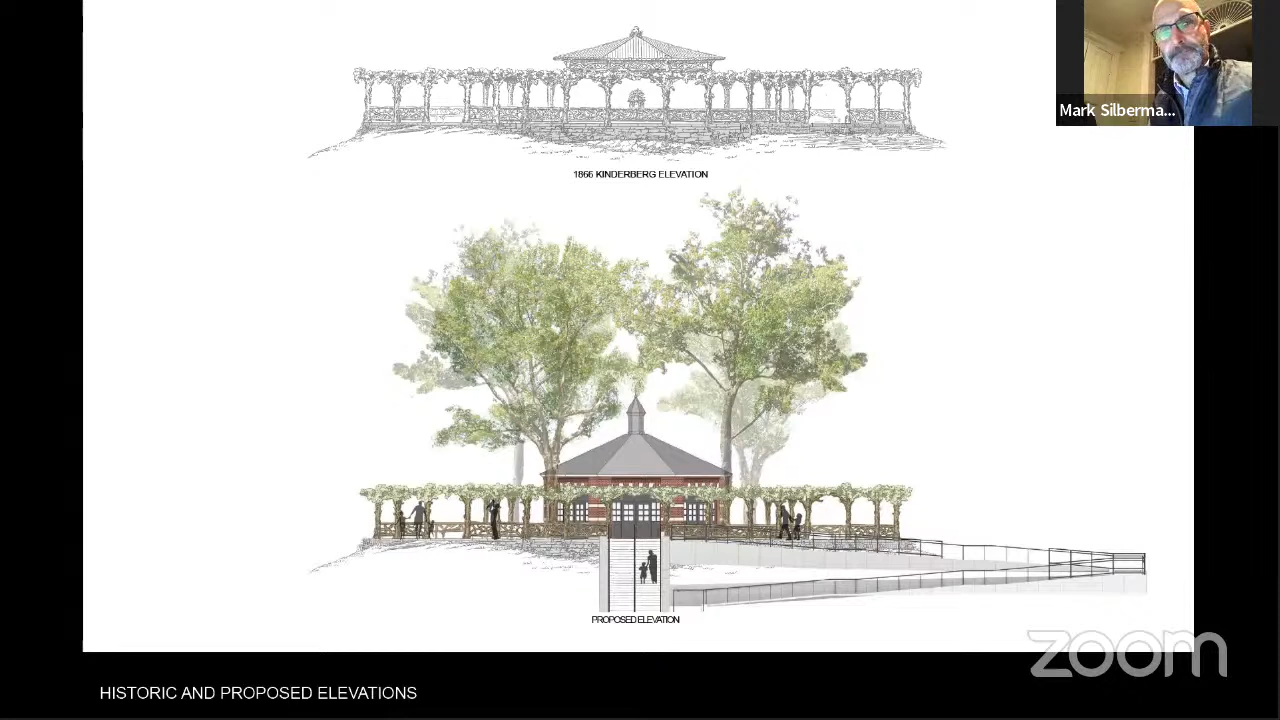 Mark Silberma...
1866 KINDERBERG ELEVATION
PROPOSED ELEVATION
zoom
HISTORIC AND PROPOSED ELEVATIONS